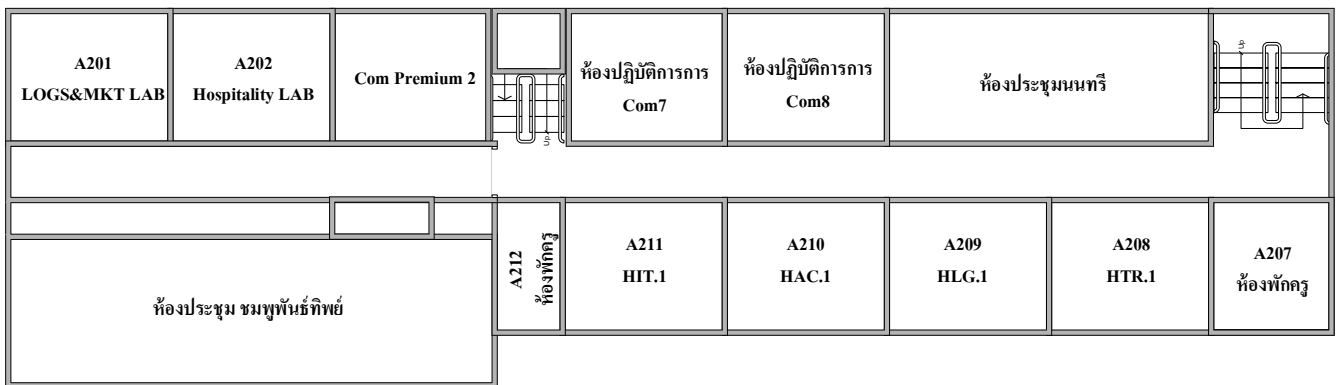 A201
LOGS&MKT LAB
A202
Hospitality LAB
Com Premium 2
Up
ห้องปฏิบัติการการ
Com7
ห้องปฏิบัติการการ
Com8
ห้องประชุมนนทรี
Up
ห้องประชุม ชมพูพันธ์ทิพย์
A212
ห้องพักครู
A211
HIT.1
A210
HAC.1
A209
HLG.1
A208
HTR.1
A207
ห้องพักครู